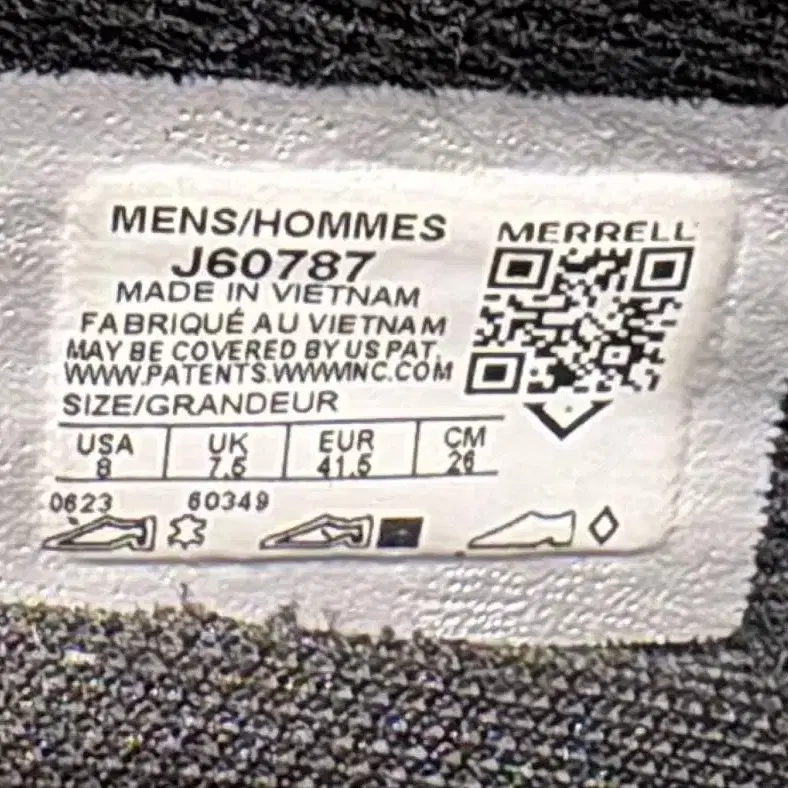 MENS/HOMMES
MERRELL
J60787
MADE IN VIETNAM
FABRIQUÉ AU VIETNAM
MAY BE COVERED BY US PAT.
WWW.PATENTS.WWWINC.COM
SIZE/GRANDEUR
USA UK EUR CM
8 7.5 41.5 26
0623 60349